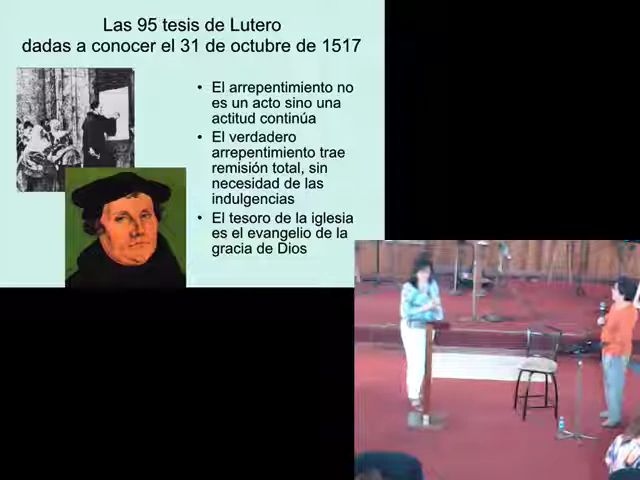 Las 95 tesis de Lutero
dadas a conocer el 31 de octubre de 1517
• El arrepentimiento no
es un acto sino una
actitud continúa
• El verdadero
arrepentimiento trae
remisión total, sin
necesidad de las
indulgencias
• El tesoro de la iglesia
es el evangelio de la
gracia de Dios